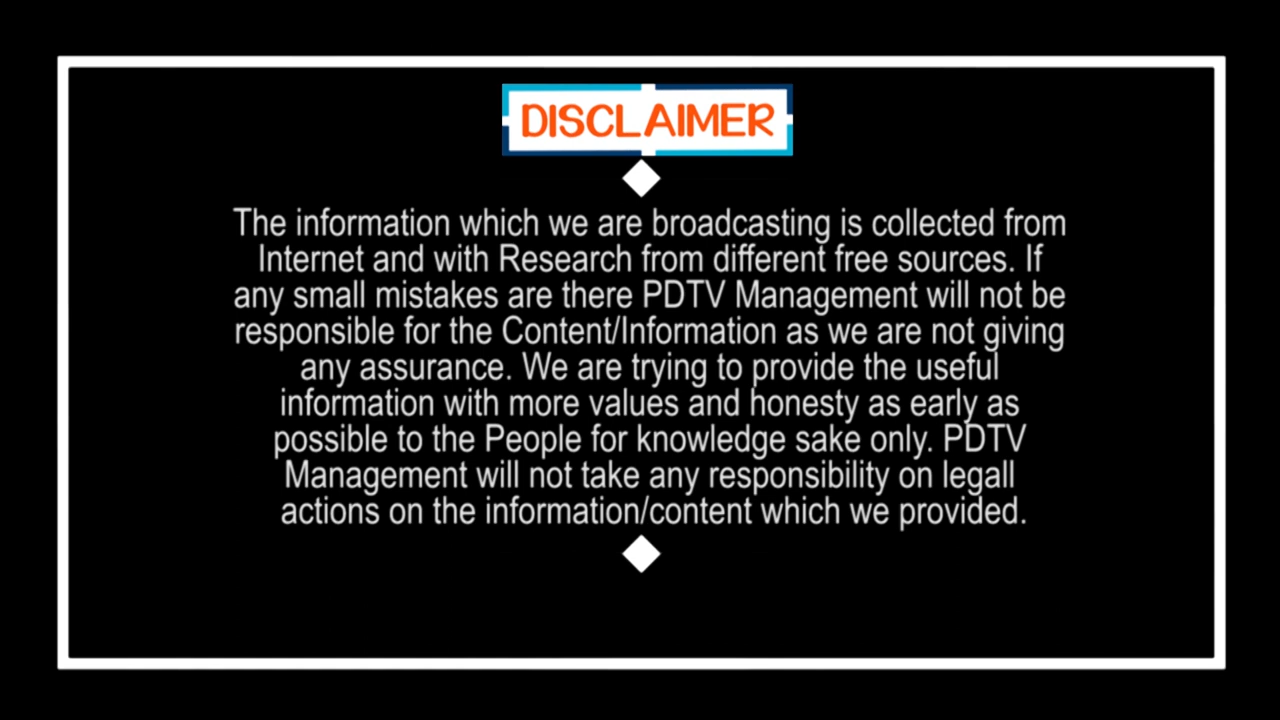 DISCLAIMER
The information which we are broadcasting is collected from
Internet and with Research from different free sources. If
any small mistakes are there PDTV Management will not be
responsible for the Content/Information as we are not giving
any assurance. We are trying to provide the useful
information with more values and honesty as early as
possible to the People for knowledge sake only. PDTV
Management will not take any responsibility on legall
actions on the information/content which we provided.